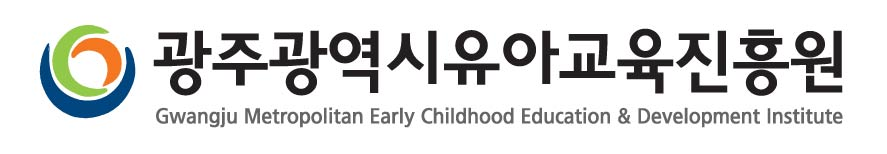 광주광역시유아교육진흥원
Gwangju Metropolitan Early Childhood Education & Development Institute